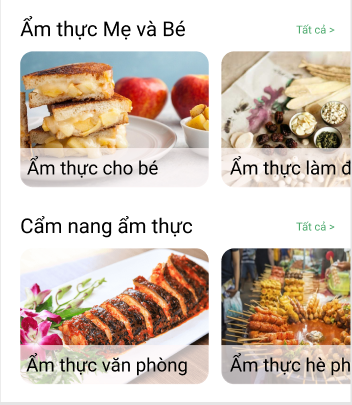 Ẩm thực Mẹ và Bé
Tất cả >
Ẩm thực cho bé
Ẩm thực làm đ
Cẩm nang ẩm thực
Tất cả >
Ẩm thực văn phòng
Ẩm thực hè ph